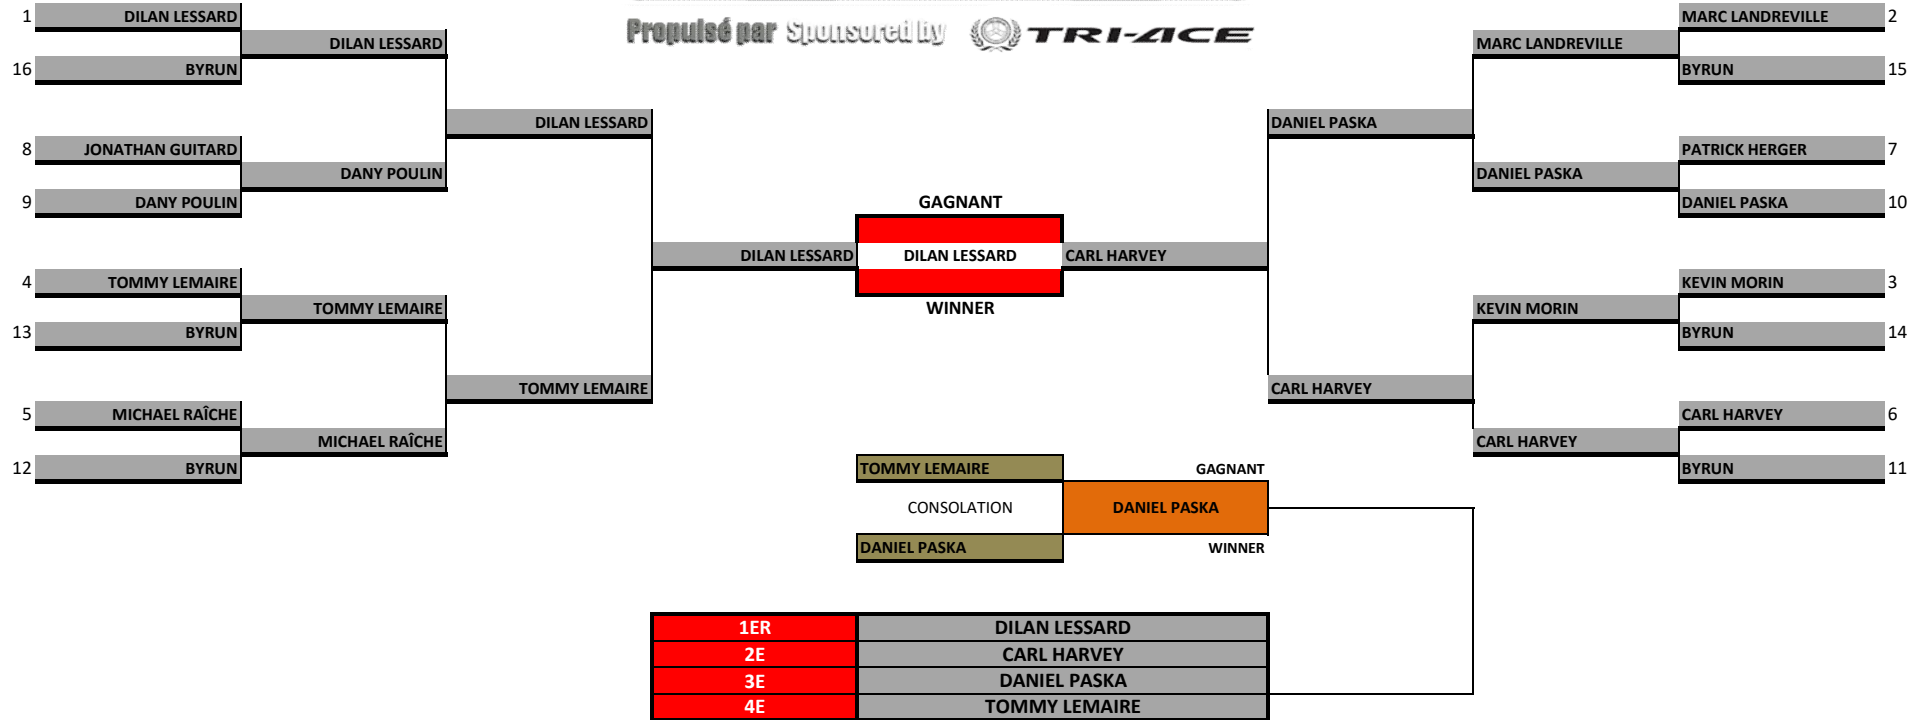 Propulsé par Sponsored by TRI-ACE
1 DILAN LESSARD
DILAN LESSARD
16 BYRUN
DILAN LESSARD
8 JONATHAN GUITARD
DANY POULIN
9 DANY POULIN
DILAN LESSARD
4 TOMMY LEMAIRE
TOMMY LEMAIRE
13 BYRUN
TOMMY LEMAIRE
5 MICHAEL RAÎCHE
MICHAEL RAÎCHE
12 BYRUN
GAGNANT
DILAN LESSARD
WINNER
MARC LANDREVILLE 2
MARC LANDREVILLE
BYRUN 15
DANIEL PASKA
PATRICK HERGER 7
DANIEL PASKA
DANIEL PASKA 10
CARL HARVEY
KEVIN MORIN 3
KEVIN MORIN
BYRUN 14
CARL HARVEY
CARL HARVEY 6
CARL HARVEY
BYRUN 11
TOMMY LEMAIRE GAGNANT
CONSOLATION DANIEL PASKA
DANIEL PASKA WINNER
1ER DILAN LESSARD
2E CARL HARVEY
3E DANIEL PASKA
4E TOMMY LEMAIRE